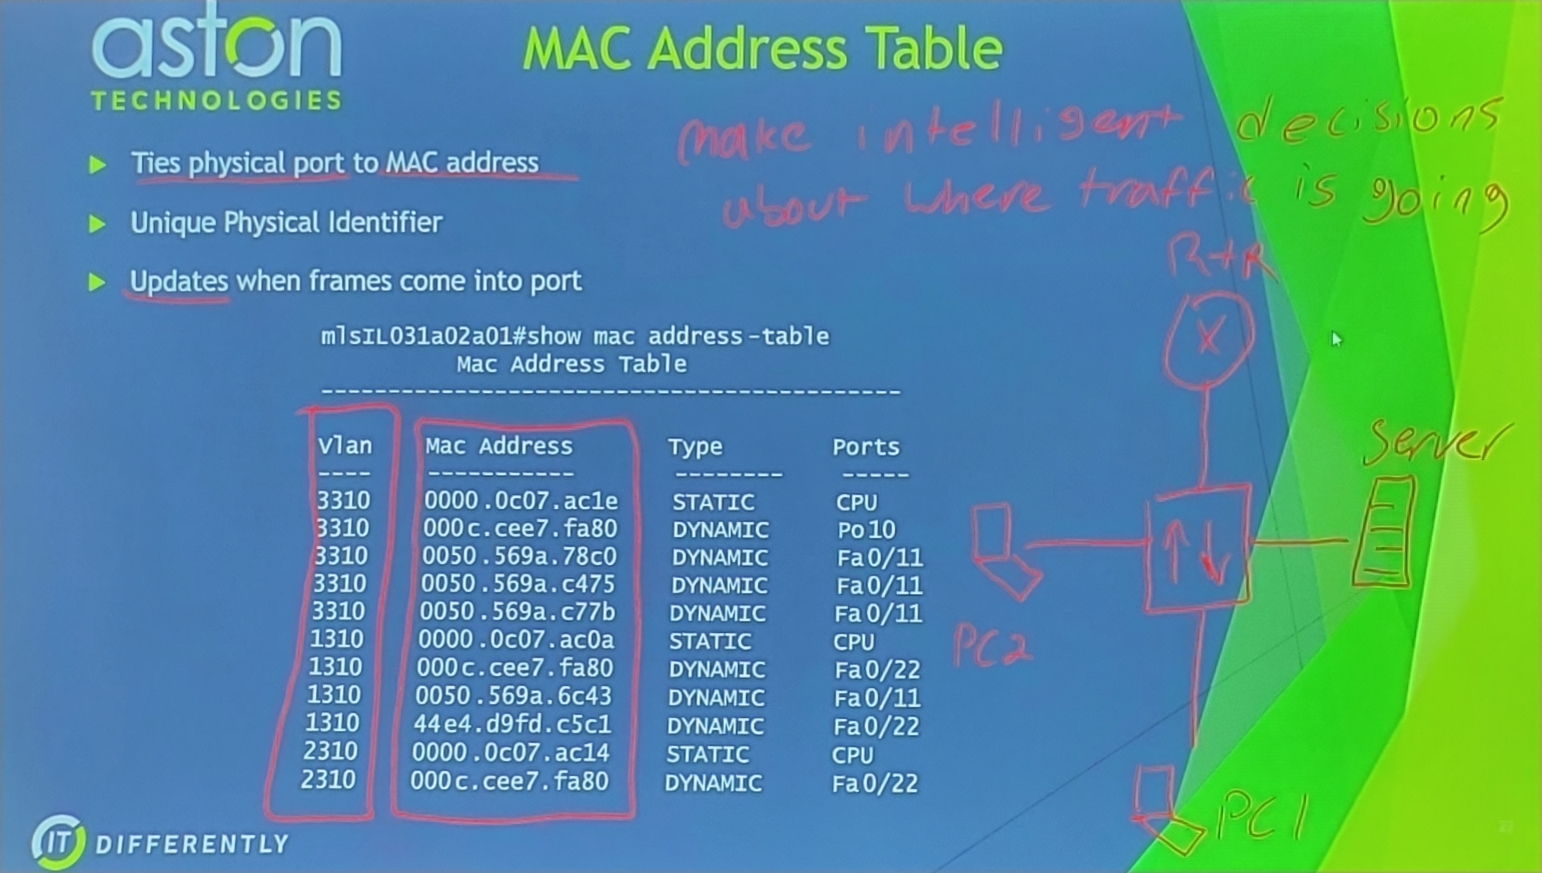 aston
TECHNOLOGIES
MAC Address Table
make intelligent decisions
about where traffic is going
Ties physical port to MAC address
Unique Physical Identifier
Updates when frames come into port
mlsIL031a02a01#show mac address-table
Mac Address Table
-------------------------------------------
Vlan Mac Address Type Ports
---- ----------- -------- -----
3310 0000.0c07.ac1e STATIC CPU
3310 000c.cee7.fa80 DYNAMIC Po10
3310 0050.569a.78c0 DYNAMIC Fa0/11
3310 0050.569a.c475 DYNAMIC Fa0/11
3310 0050.569a.c77b DYNAMIC Fa0/11
1310 0000.0c07.ac0a STATIC CPU
1310 000c.cee7.fa80 DYNAMIC Fa0/22
1310 0050.569a.6c43 DYNAMIC Fa0/11
1310 44e4.d9fd.c5c1 DYNAMIC Fa0/22
2310 0000.0c07.ac14 STATIC CPU
2310 000c.cee7.fa80 DYNAMIC Fa0/22
R+R
X
Server
PC2
PC1
IT DIFFERENTLY